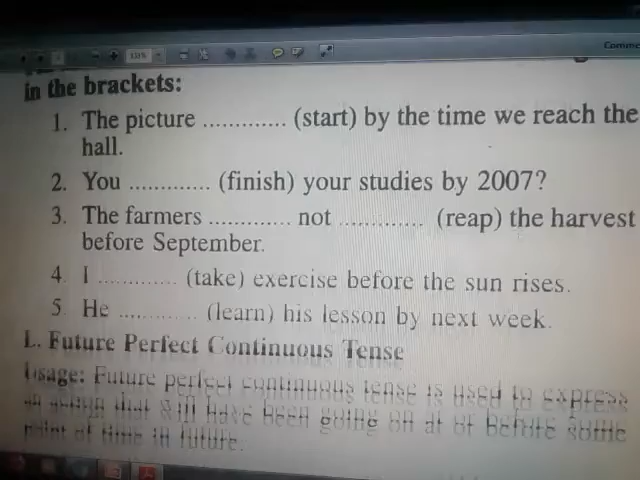 131%
Comme
in the brackets:
1. The picture ............. (start) by the time we reach the
hall.
2. You ............. (finish) your studies by 2007?
3. The farmers ............. not ............. (reap) the harvest
before September.
4. I ............. (take) exercise before the sun rises.
5. He ............. (learn) his lesson by next week.
L. Future Perfect Continuous Tense
Usage: Future perfect continuous tense is used to express
an action that will have been going on at or before some
point of time in future.